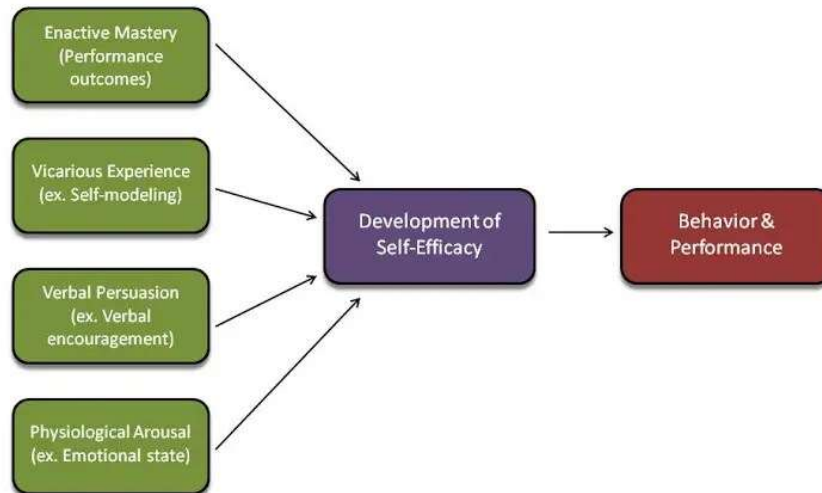 Enactive Mastery
(Performance
outcomes)
Vicarious Experience
(ex. Self-modeling)
Verbal Persuasion
(ex. Verbal
encouragement)
Physiological Arousal
(ex. Emotional state)
Development of
Self-Efficacy
Behavior &
Performance